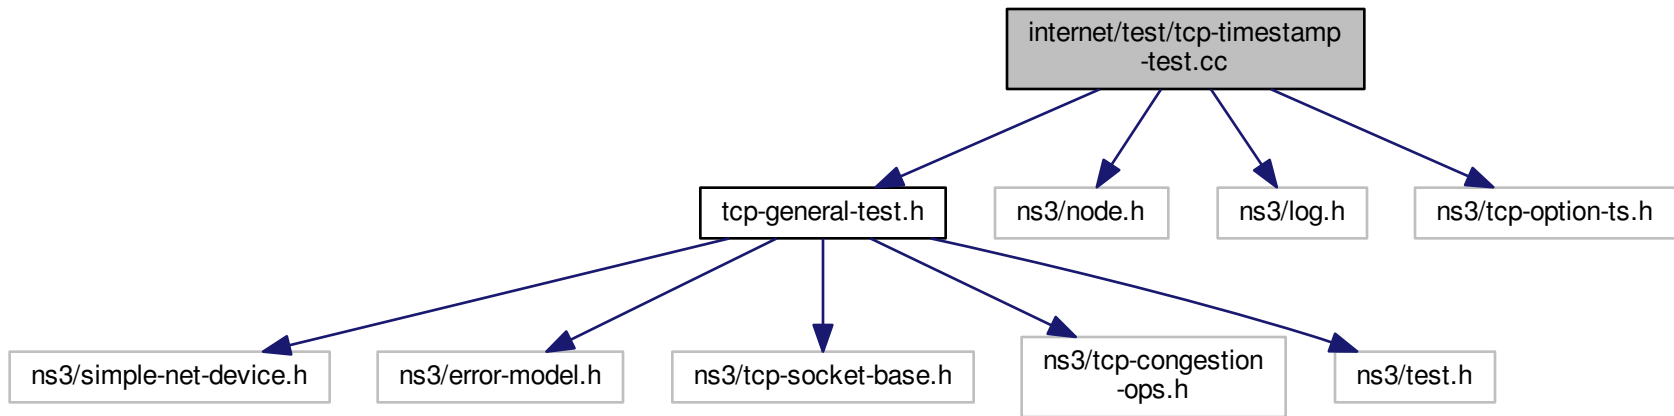 internet/test/tcp-timestamp
-test.cc
tcp-general-test.h
ns3/node.h
ns3/log.h
ns3/tcp-option-ts.h
ns3/simple-net-device.h
ns3/error-model.h
ns3/tcp-socket-base.h
ns3/tcp-congestion
-ops.h
ns3/test.h